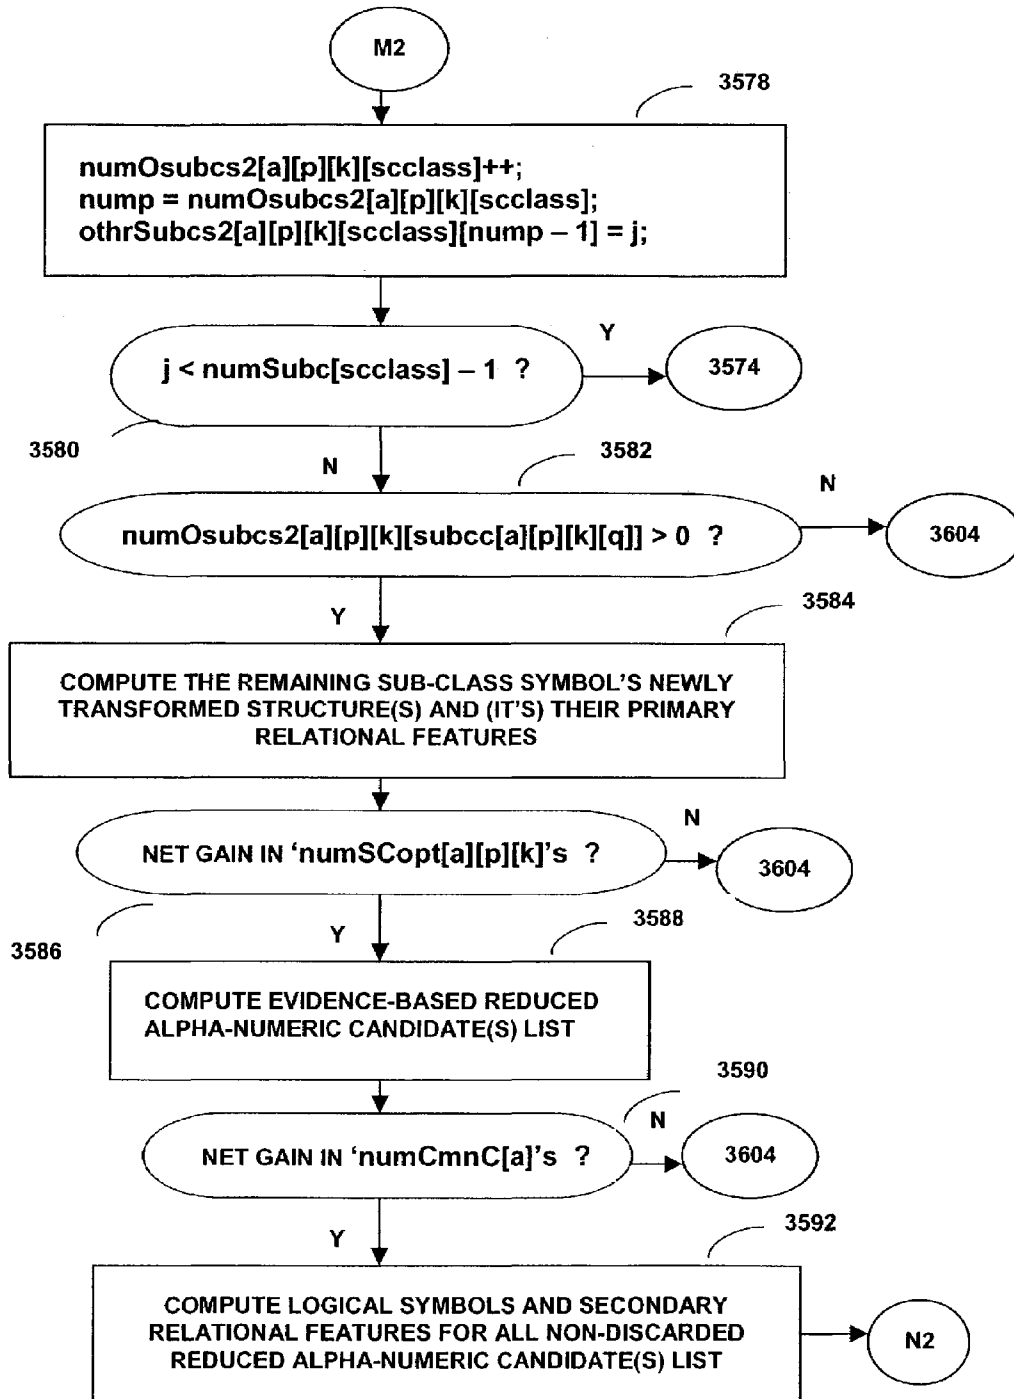 M2
3578
numOsubcs2[a][p][k][scclass]++;
nump = numOsubcs2[a][p][k][scclass];
othrSubcs2[a][p][k][scclass][nump – 1] = j;
j < numSubc[scclass] – 1 ?
Y
3574
3580
N
3582
numOsubcs2[a][p][k][subcc[a][p][k][q]] > 0 ?
N
3604
Y
3584
COMPUTE THE REMAINING SUB-CLASS SYMBOL'S NEWLY
TRANSFORMED STRUCTURE(S) AND (IT'S) THEIR PRIMARY
RELATIONAL FEATURES
NET GAIN IN ‘numSCopt[a][p][k]’s ?
N
3604
3586
Y
3588
COMPUTE EVIDENCE-BASED REDUCED
ALPHA-NUMERIC CANDIDATE(S) LIST
3590
NET GAIN IN ‘numCmnC[a]’s ?
N
3604
Y
3592
COMPUTE LOGICAL SYMBOLS AND SECONDARY
RELATIONAL FEATURES FOR ALL NON-DISCARDED
REDUCED ALPHA-NUMERIC CANDIDATE(S) LIST
N2